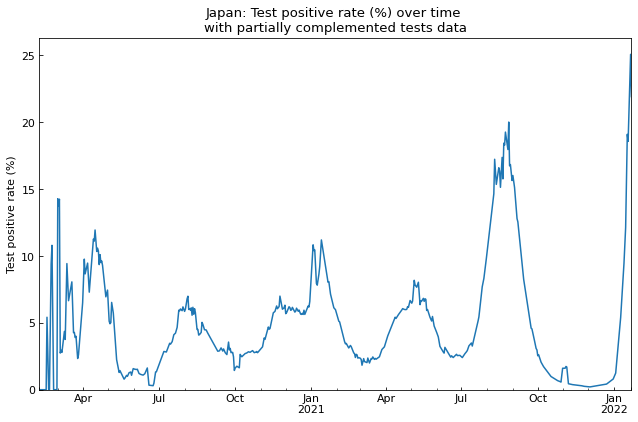 Japan: Test positive rate (%) over time
with partially complemented tests data
Test positive rate (%)
25
20
15
10
5
0
Apr
Jul
Oct
Jan
2021
Apr
Jul
Oct
Jan
2022